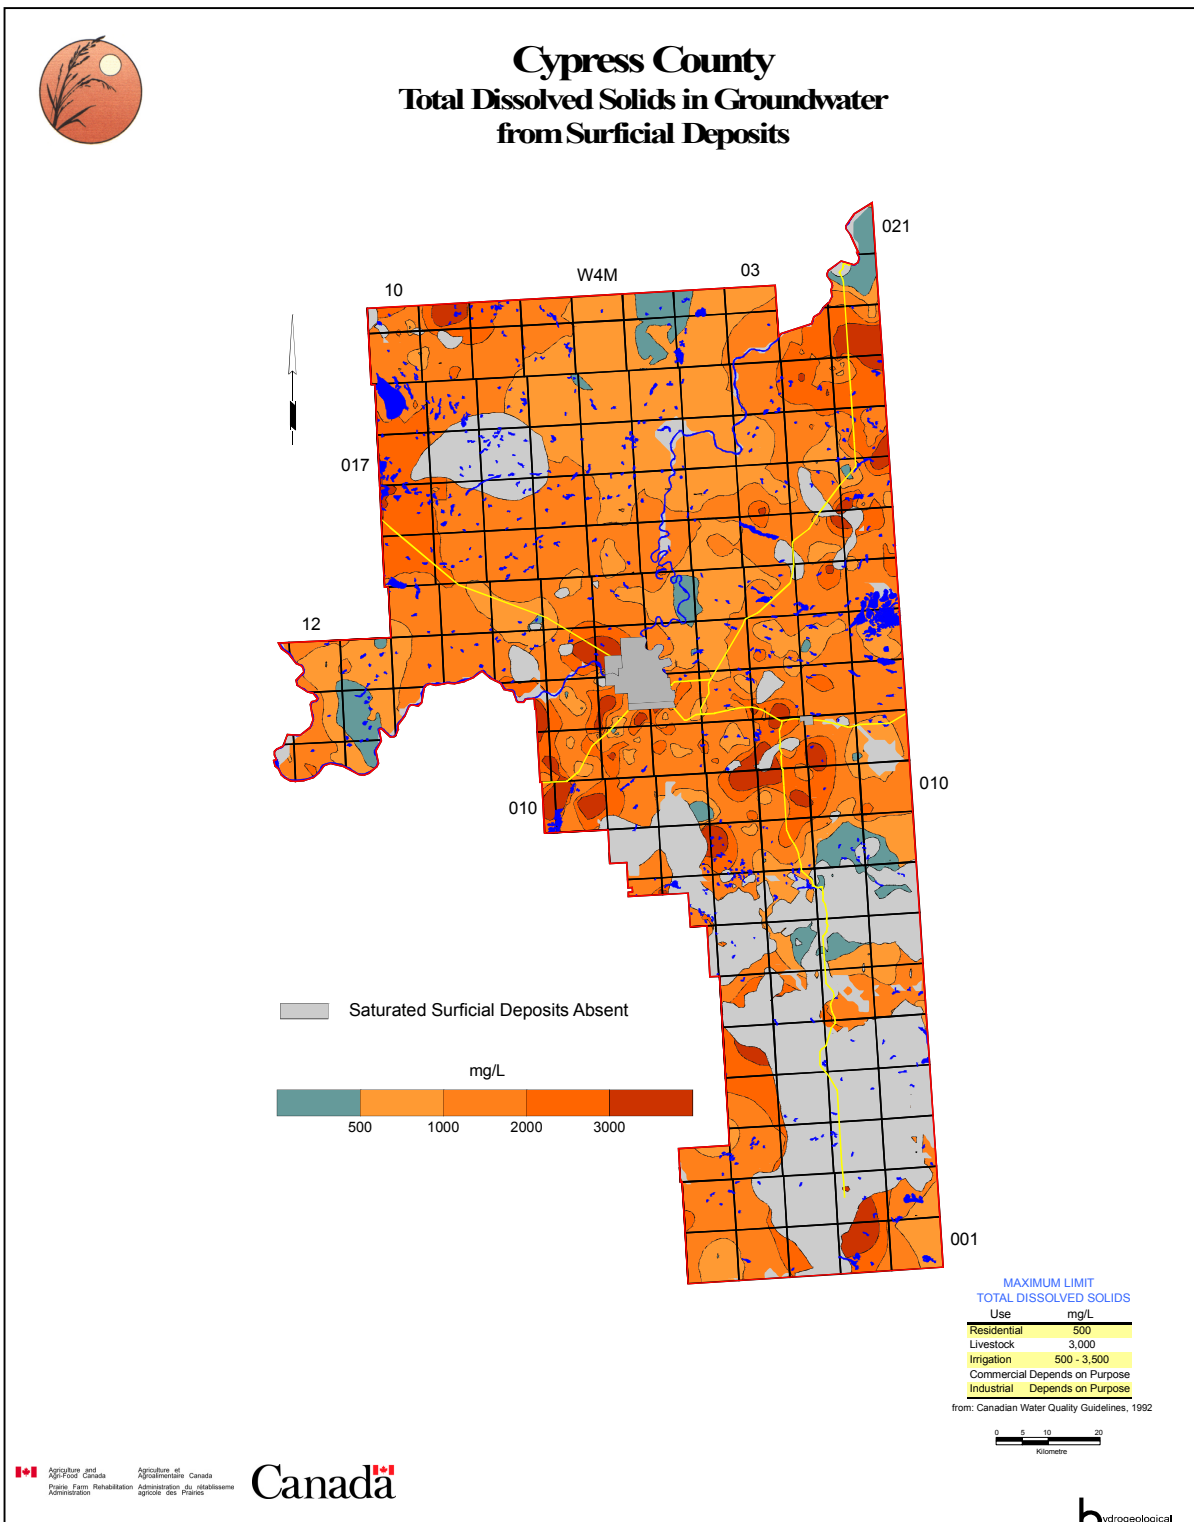 Cypress County
Total Dissolved Solids in Groundwater
from Surficial Deposits
021
W4M
03
10
017
12
010
010
Saturated Surficial Deposits Absent
mg/L
500 1000 2000 3000
001
MAXIMUM LIMIT
TOTAL DISSOLVED SOLIDS
Use mg/L
Residential 500
Livestock 3,000
Irrigation 500 - 3,500
Commercial Depends on Purpose
Industrial Depends on Purpose
from: Canadian Water Quality Guidelines, 1992
0 5 10 20
Kilometre
Agriculture and Agriculture et
Agri-Food Canada Agroalimentaire Canada
Prairie Farm Rehabilitation Administration du rétablisseme
Administration agricole des Prairies
Canada
hydrogeological